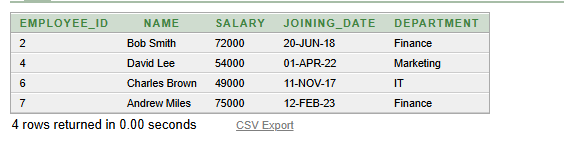 EMPLOYEE_ID NAME SALARY JOINING_DATE DEPARTMENT
2 Bob Smith 72000 20-JUN-18 Finance
4 David Lee 54000 01-APR-22 Marketing
6 Charles Brown 49000 11-NOV-17 IT
7 Andrew Miles 75000 12-FEB-23 Finance
4 rows returned in 0.00 seconds CSV Export